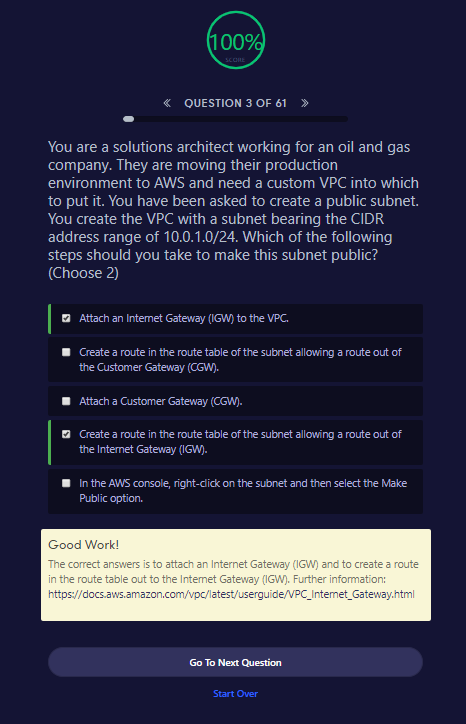 100%
SCORE
« QUESTION 3 OF 61 »
You are a solutions architect working for an oil and gas
company. They are moving their production
environment to AWS and need a custom VPC into which
to put it. You have been asked to create a public subnet.
You create the VPC with a subnet bearing the CIDR
address range of 10.0.1.0/24. Which of the following
steps should you take to make this subnet public?
(Choose 2)
Attach an Internet Gateway (IGW) to the VPC.
Create a route in the route table of the subnet allowing a route out of
the Customer Gateway (CGW).
Attach a Customer Gateway (CGW).
Create a route in the route table of the subnet allowing a route out of
the Internet Gateway (IGW).
In the AWS console, right-click on the subnet and then select the Make
Public option.
Good Work!
The correct answers is to attach an Internet Gateway (IGW) and to create a route
in the route table out to the Internet Gateway (IGW). Further information:
https://docs.aws.amazon.com/vpc/latest/userguide/VPC_Internet_Gateway.html
Go To Next Question
Start Over